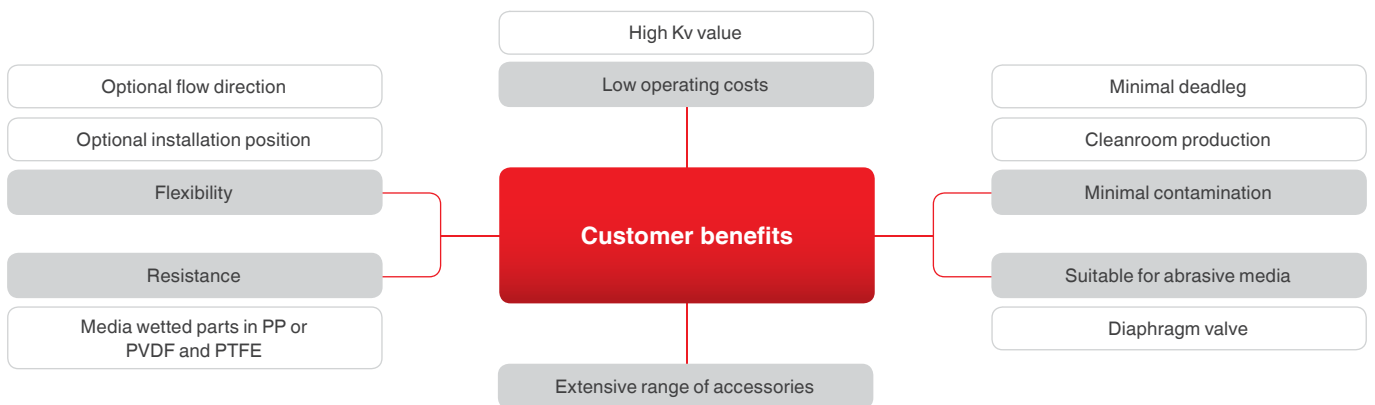 High Kv value
Low operating costs
Optional flow direction
Optional installation position
Flexibility
Resistance
Media wetted parts in PP or
PVDF and PTFE
Customer benefits
Minimal deadleg
Cleanroom production
Minimal contamination
Suitable for abrasive media
Diaphragm valve
Extensive range of accessories